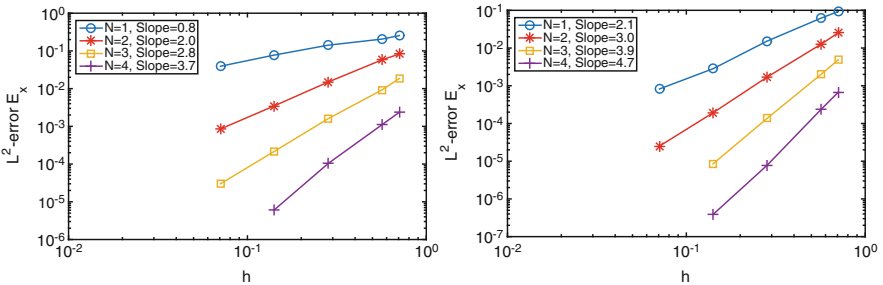 N=1, Slope=0.8
N=2, Slope=2.0
N=3, Slope=2.8
N=4, Slope=3.7
10^0
10^-1
10^-2
10^-3
10^-4
10^-5
10^-6
L^2-error E_x
10^-2
10^-1
10^0
h
N=1, Slope=2.1
N=2, Slope=3.0
N=3, Slope=3.9
N=4, Slope=4.7
10^-1
10^-2
10^-3
10^-4
10^-5
10^-6
10^-7
L^2-error E_x
10^-2
10^-1
10^0
h